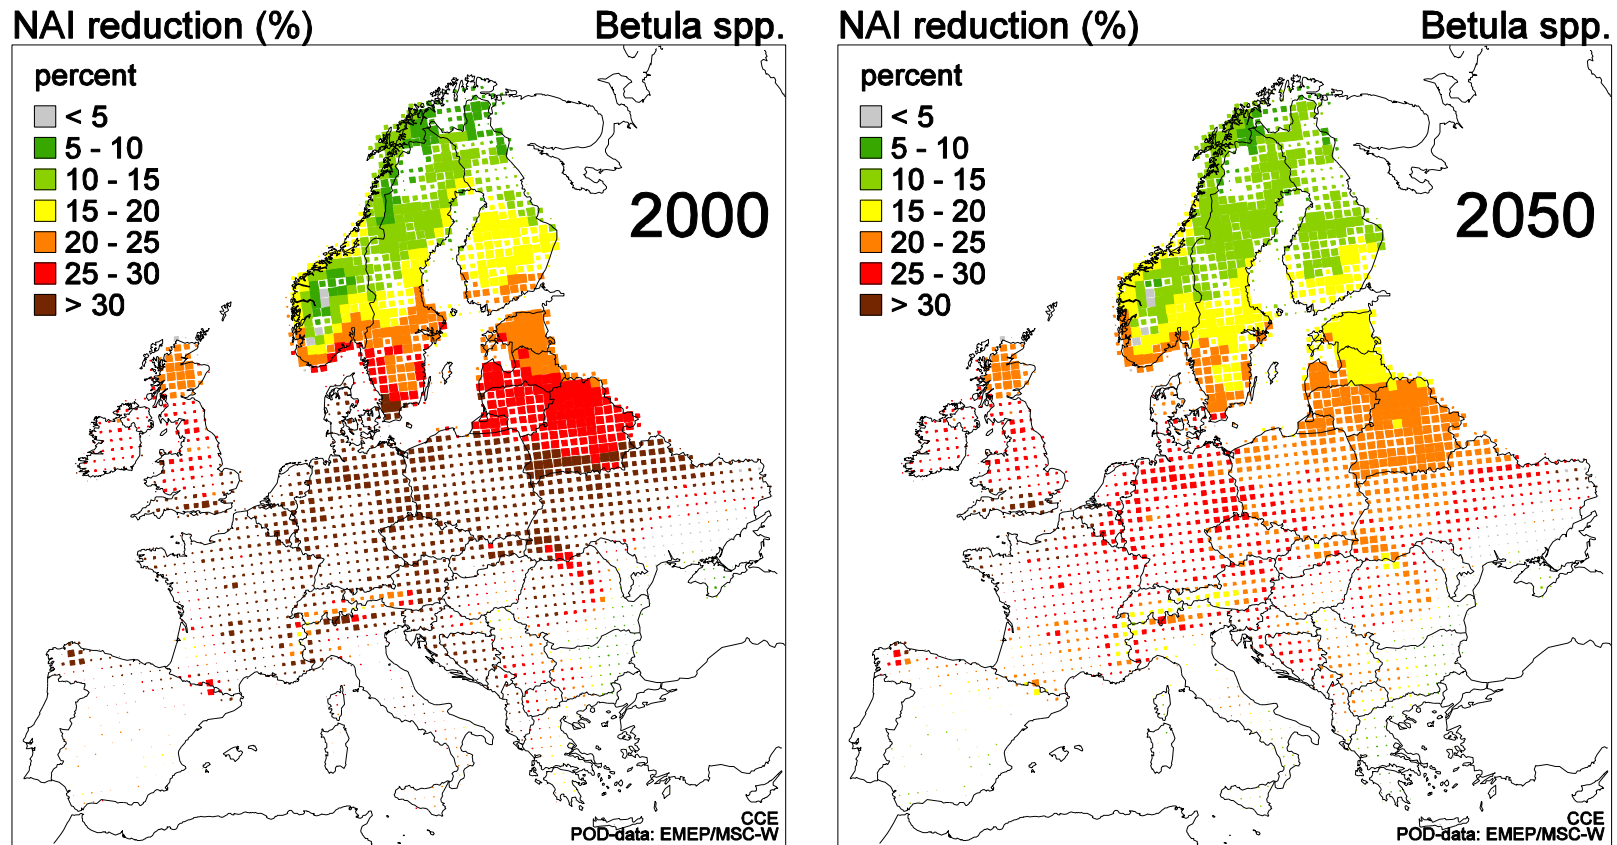 NAI reduction (%) Betula spp.
percent
< 5
5 - 10
10 - 15
15 - 20
20 - 25
25 - 30
> 30
2000
CCE
POD-data: EMEP/MSC-W
NAI reduction (%) Betula spp.
percent
< 5
5 - 10
10 - 15
15 - 20
20 - 25
25 - 30
> 30
2050
CCE
POD-data: EMEP/MSC-W